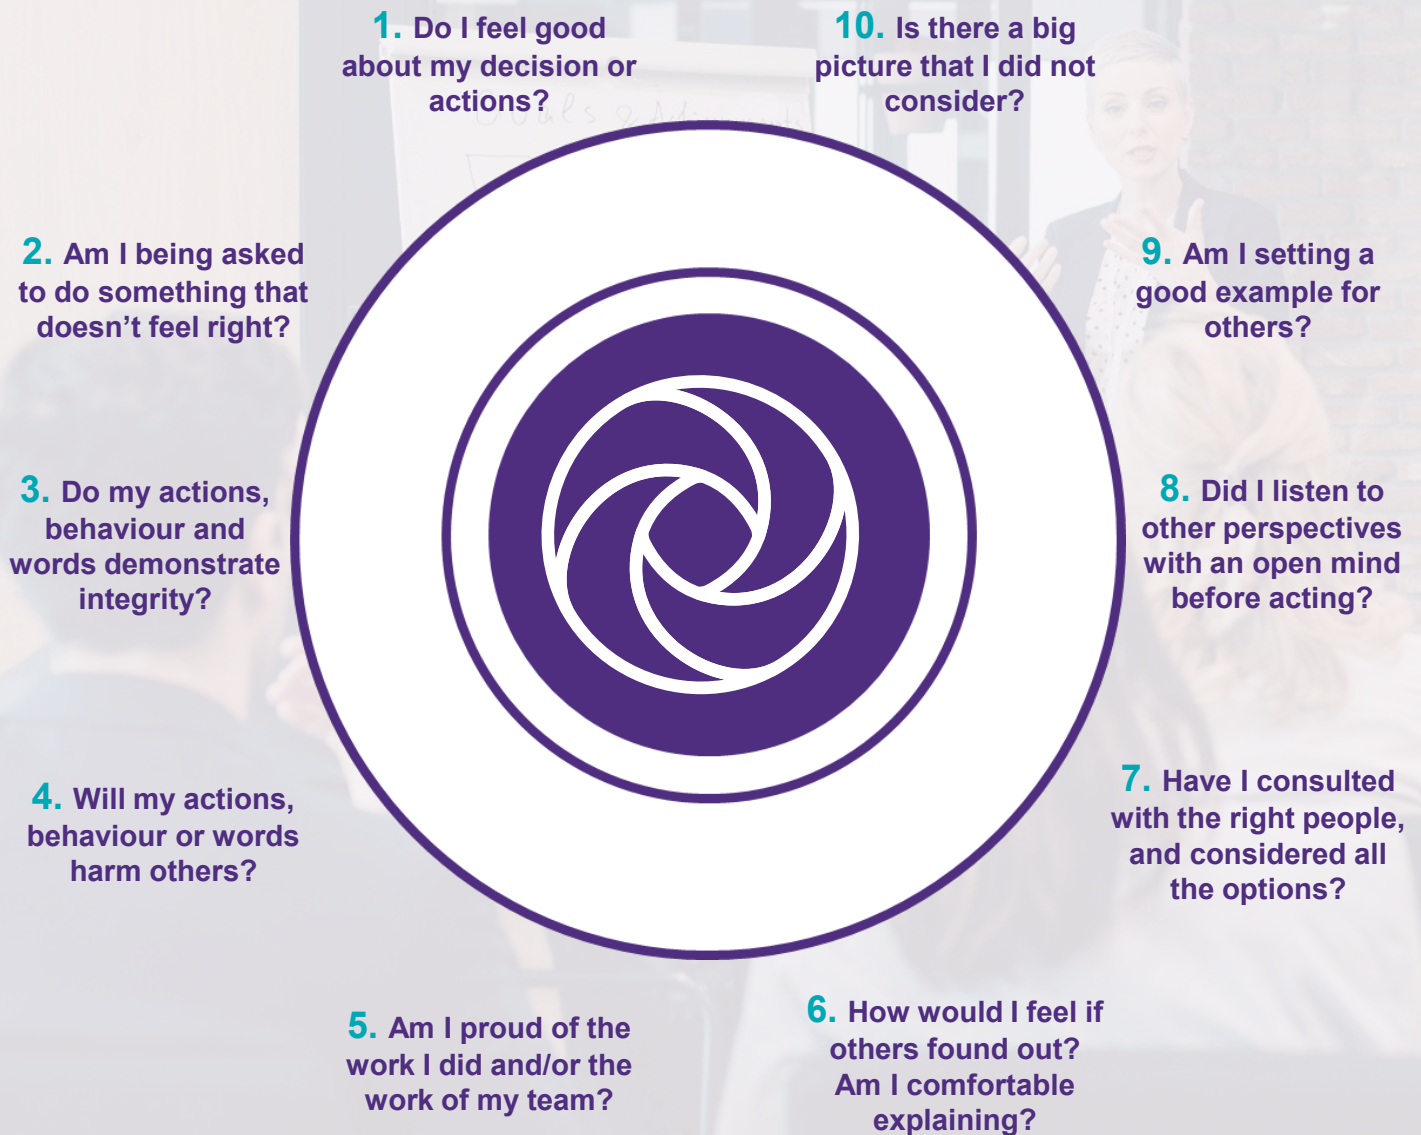 1. Do I feel good
about my decision or
actions?
2. Am I being asked
to do something that
doesn’t feel right?
3. Do my actions,
behaviour and
words demonstrate
integrity?
4. Will my actions,
behaviour or words
harm others?
5. Am I proud of the
work I did and/or the
work of my team?
6. How would I feel if
others found out?
Am I comfortable
explaining?
7. Have I consulted
with the right people,
and considered all
the options?
8. Did I listen to
other perspectives
with an open mind
before acting?
9. Am I setting a
good example for
others?
10. Is there a big
picture that I did not
consider?
Goals &